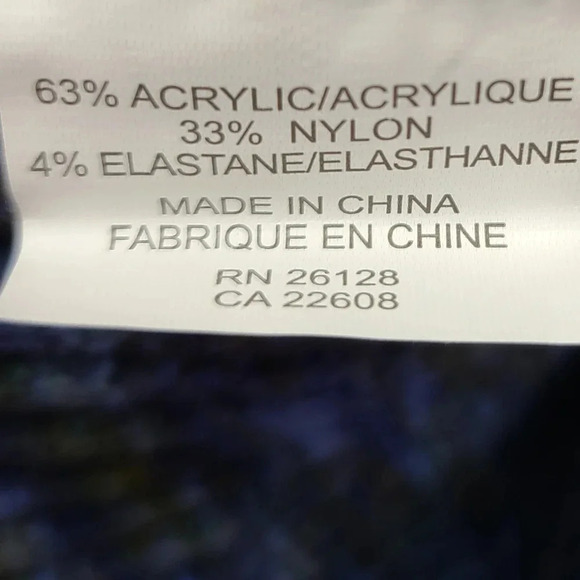 63% ACRYLIC/ACRYLIQUE
33% NYLON
4% ELASTANE/ELASTHANNE
MADE IN CHINA
FABRIQUE EN CHINE
RN 26128
CA 22608